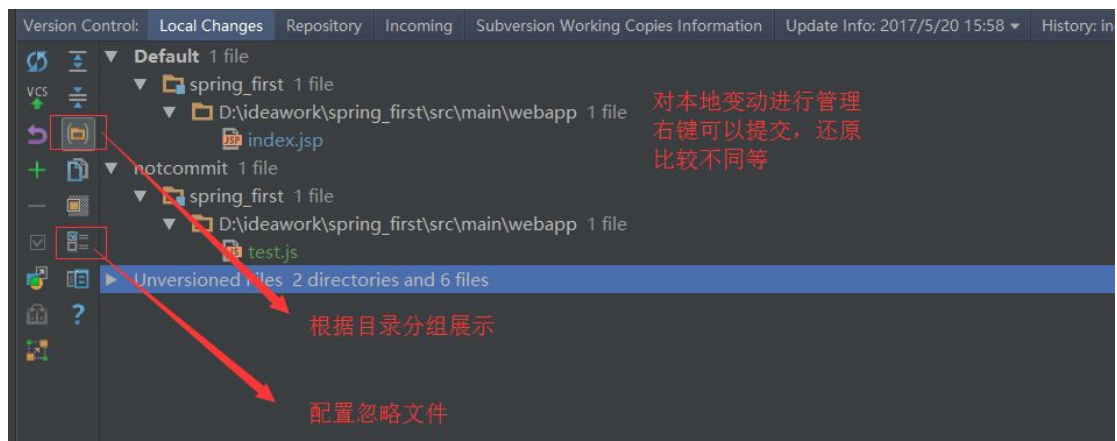 Version Control: Local Changes Repository Incoming Subversion Working Copies Information Update Info: 2017/5/20 15:58 History: in
Default 1 file
spring_first 1 file
D:\ideawork\spring_first\src\main\webapp 1 file
index.jsp
notcommit 1 file
spring_first 1 file
D:\ideawork\spring_first\src\main\webapp 1 file
test.js
Unversioned Files 2 directories and 6 files
VCS
JSP
JS
?
对本地变动进行管理
右键可以提交，还原
比较不同等
根据目录分组展示
配置忽略文件